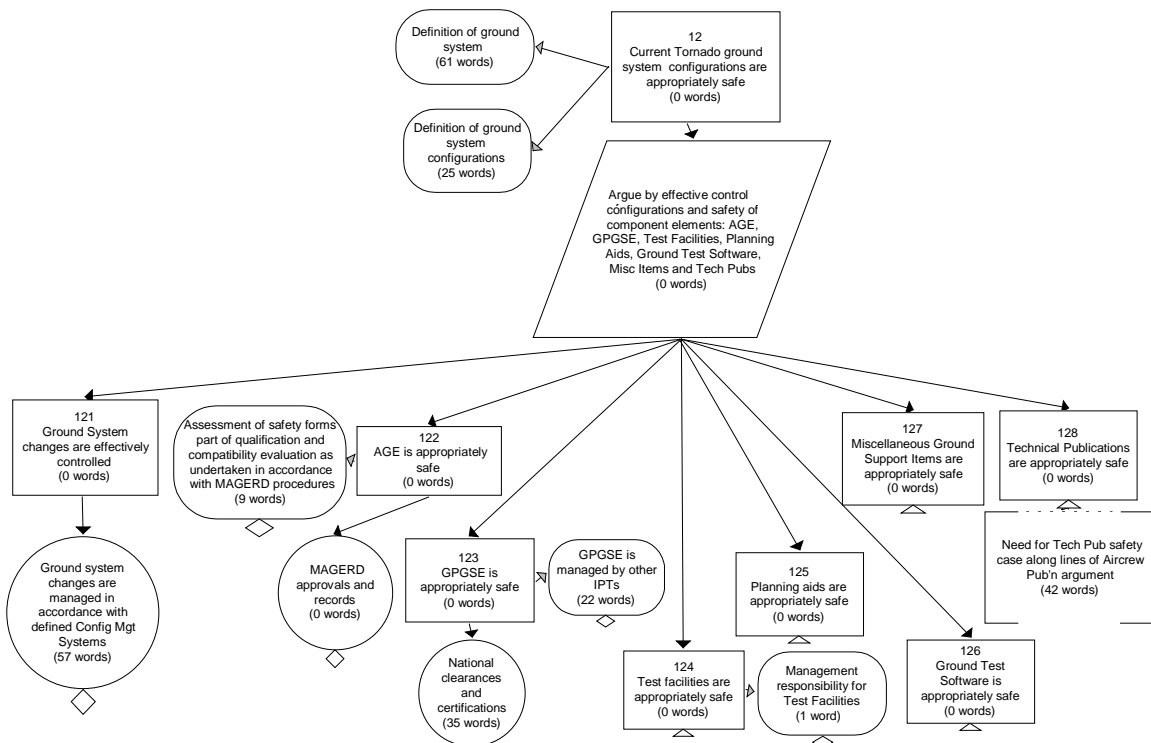 Definition of ground
system
(61 words)
12
Current Tornado ground
system configurations are
appropriately safe
(0 words)
Definition of ground
system
configurations
(25 words)
Argue by effective control
configurations and safety of
component elements: AGE,
GPGSE, Test Facilities, Planning
Aids, Ground Test Software,
Misc Items and Tech Pubs
(0 words)
121
Ground System
changes are effectively
controlled
(0 words)
Assessment of safety forms
part of qualification and
compatibility evaluation as
undertaken in accordance
with MAGERD procedures
(9 words)
122
AGE is appropriately
safe
(0 words)
127
Miscellaneous Ground
Support Items are
appropriately safe
(0 words)
128
Technical Publications
are appropriately safe
(0 words)
Ground system
changes are
managed in
accordance with
defined Config Mgt
Systems
(57 words)
MAGERD
approvals and
records
(0 words)
123
GPGSE is
appropriately safe
(0 words)
GPGSE is
managed by other
IPTs
(22 words)
125
Planning aids are
appropriately safe
(0 words)
Need for Tech Pub safety
case along lines of Aircrew
Pub'n argument
(42 words)
National
clearances and
certifications
(35 words)
124
Test facilities are
appropriately safe
(0 words)
Management
responsibility for
Test Facilities
(1 word)
126
Ground Test
Software is
appropriately safe
(0 words)